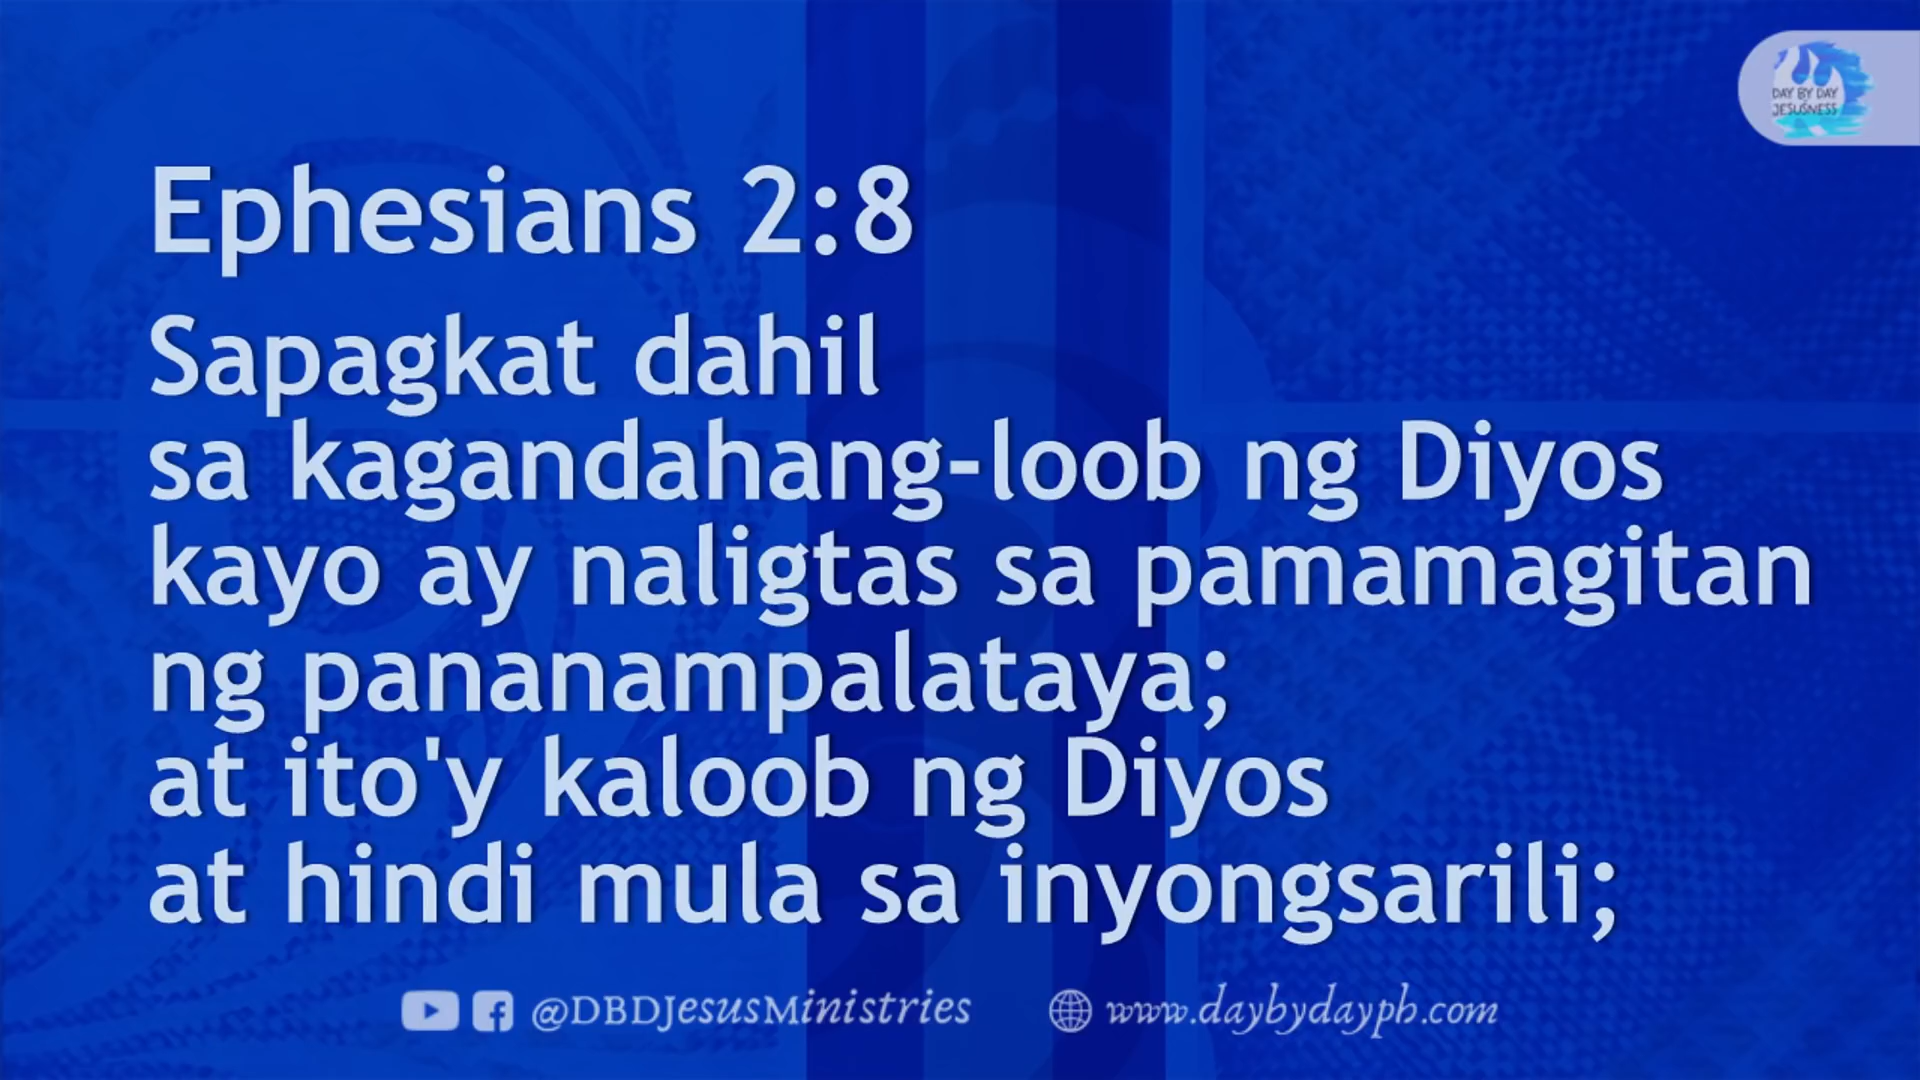 DAY BY DAY
JESUSNESS
Ephesians 2:8
Sapagkat dahil
sa kagandahang-loob ng Diyos
kayo ay naligtas sa pamamagitan
ng pananampalataya;
at ito'y kaloob ng Diyos
at hindi mula sa inyongsarili;
@DBDJesusMinistries www.daybydayph.com